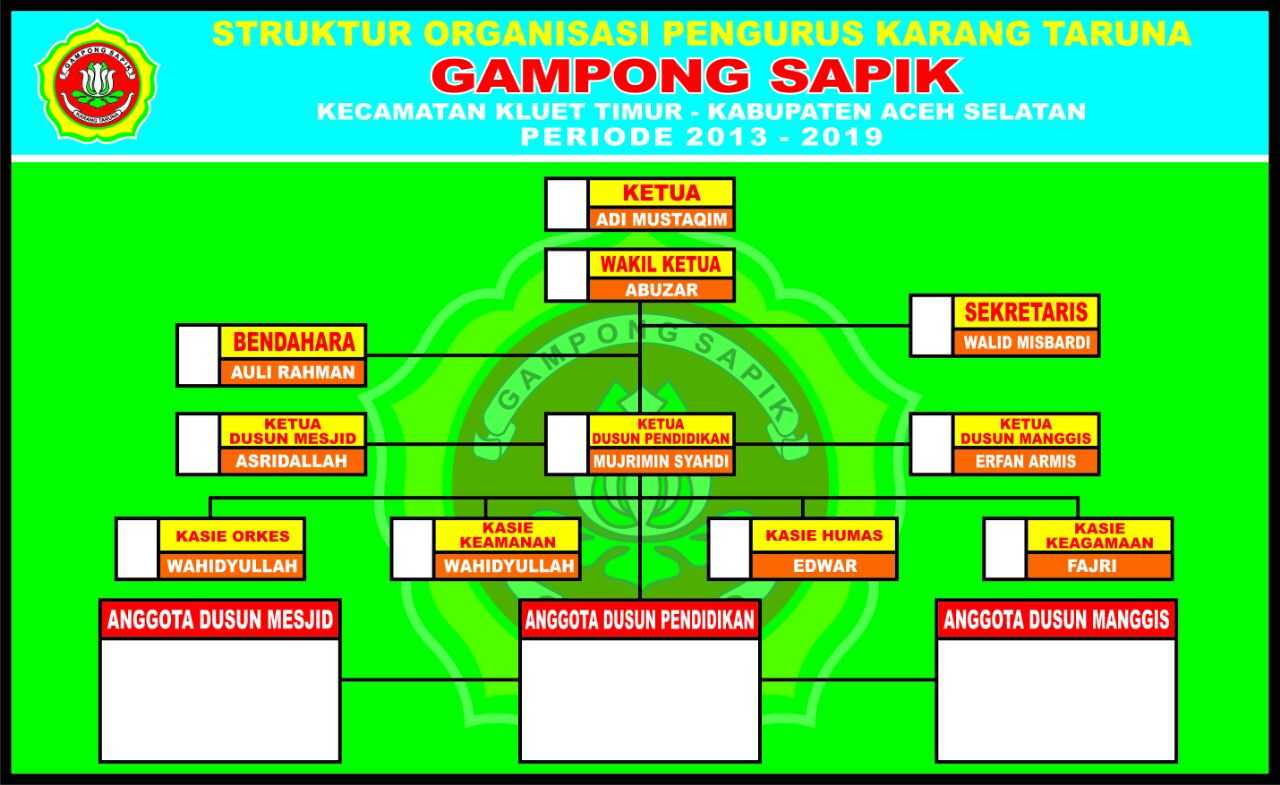 STRUKTUR ORGANISASI PENGURUS KARANG TARUNA
GAMPONG SAPIK
KECAMATAN KLUET TIMUR - KABUPATEN ACEH SELATAN
PERIODE 2013 - 2019
GAMPONG SAPIK
KARANG TARUNA
KETUA
ADI MUSTAQIM
WAKIL KETUA
ABUZAR
SEKRETARIS
WALID MISBARDI
BENDAHARA
AULI RAHMAN
GAMPONG SAPIK
KETUA
DUSUN MESJID
ASRIDALLAH
KETUA
DUSUN PENDIDIKAN
MUJRIMIN SYAHDI
KETUA
DUSUN MANGGIS
ERFAN ARMIS
KASIE ORKES
WAHIDYULLAH
KASIE
KEAMANAN
WAHIDYULLAH
KASIE HUMAS
EDWAR
KASIE
KEAGAMAAN
FAJRI
ANGGOTA DUSUN MESJID
ANGGOTA DUSUN PENDIDIKAN
ANGGOTA DUSUN MANGGIS